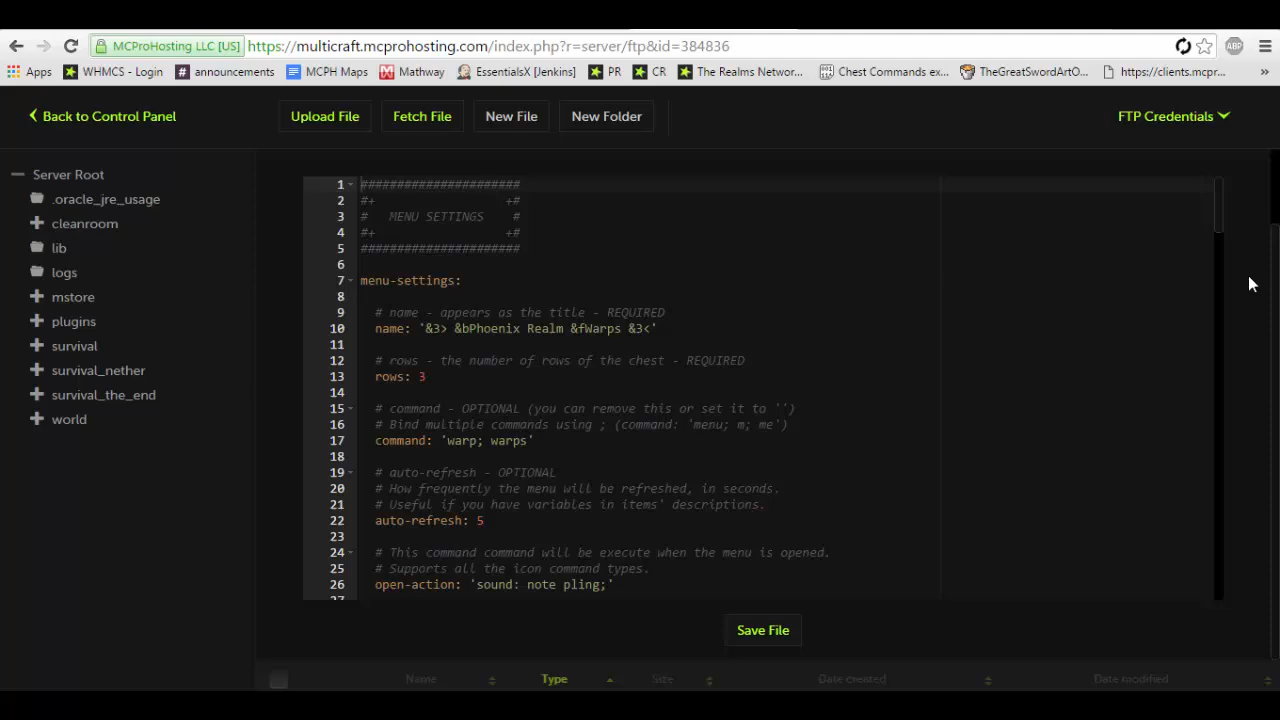 MCProHosting LLC [US] https://multicraft.mcprohosting.com/index.php?r=server/ftp&id=384836 ABP
Apps WHMCS - Login # announcements MCPH Maps Mathway EssentialsX [Jenkins] PR CR The Realms Networ... Chest Commands ex... TheGreatSwordArtO... https://clients.mcpr... »
Back to Control Panel Upload File Fetch File New File New Folder FTP Credentials
Server Root
.oracle_jre_usage
cleanroom
lib
logs
mstore
plugins
survival
survival_nether
survival_the_end
world
1 ######################
2 #+ +#
3 # MENU SETTINGS #
4 #+ +#
5 ######################
6
7 menu-settings:
8
9 # name - appears as the title - REQUIRED
10 name: '&3> &bPhoenix Realm &fWarps &3<'
11
12 # rows - the number of rows of the chest - REQUIRED
13 rows: 3
14
15 # command - OPTIONAL (you can remove this or set it to '')
16 # Bind multiple commands using ; (command: 'menu; m; me')
17 command: 'warp; warps'
18
19 # auto-refresh - OPTIONAL
20 # How frequently the menu will be refreshed, in seconds.
21 # Useful if you have variables in items' descriptions.
22 auto-refresh: 5
23
24 # This command command will be execute when the menu is opened.
25 # Supports all the icon command types.
26 open-action: 'sound: note pling;'
27
Save File
Name Type Size Date created Date modified